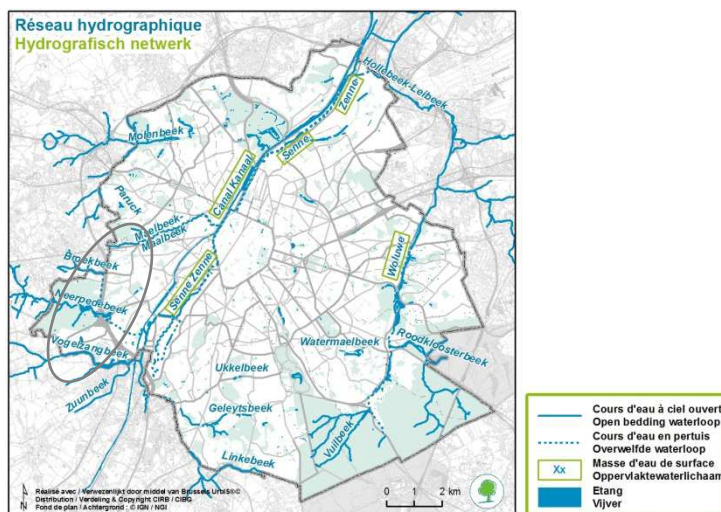 Réseau hydrographique
Hydrografisch netwerk
Hollebeek-Leibeek
Zenne
Senne
Molenbeek
Canal Kanaal
Paruck
Maelbeek-
Maalbeek
Broekbeek
Senne Zenne
Woluwe
Neerpedebeek
Vogelzangbeek
Watermaelbeek
Roodkloosterbeek
Ukkelbeek
Zuunbeek
Geleytsbeek
Vuilbeek
Linkebeek
N
Réalisé avec / Verwezenlijkt door middel van Brussels UrbIS®©
Distribution / Verdeling & Copyright CIRB / CIBG
Fond de plan / Achtergrond : © IGN / NGI
0 1 2 km
Cours d'eau à ciel ouvert
Open bedding waterloop
Cours d'eau en pertuis
Overwelfde waterloop
Xx
Masse d'eau de surface
Oppervlaktewaterlichaam
Etang
Vijver